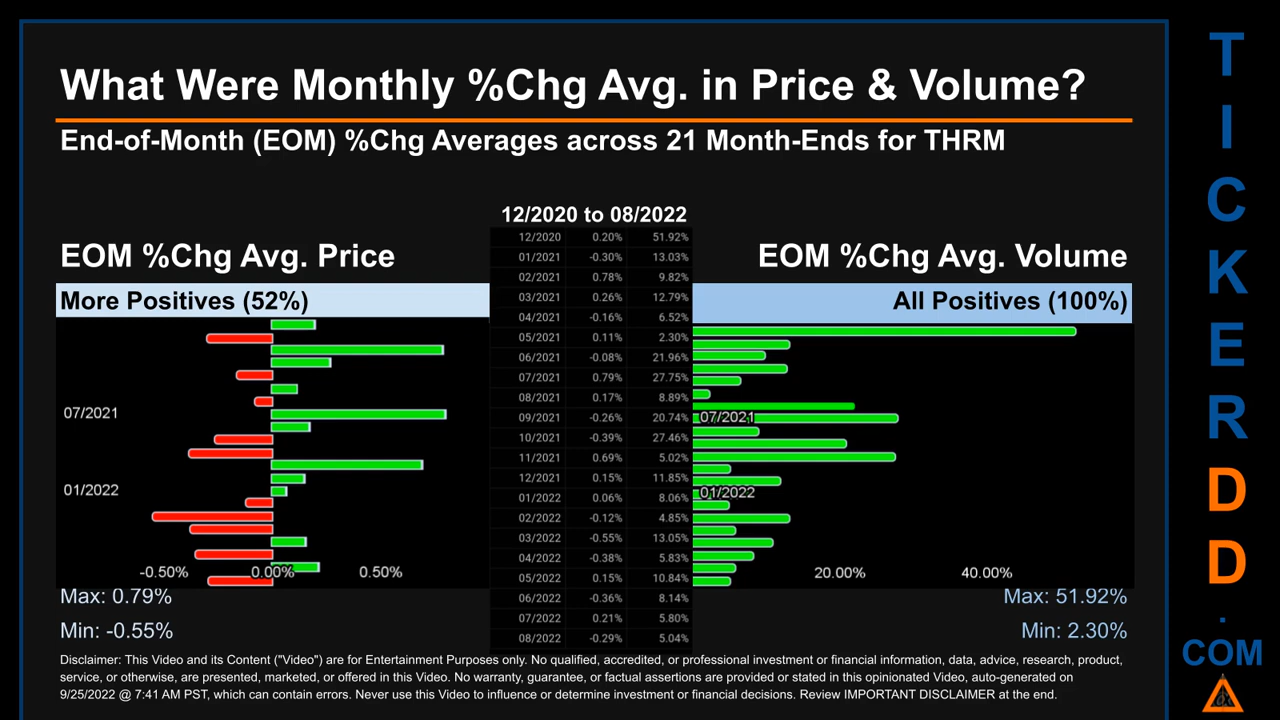 What Were Monthly %Chg Avg. in Price & Volume?
End-of-Month (EOM) %Chg Averages across 21 Month-Ends for THRM
12/2020 to 08/2022
EOM %Chg Avg. Price
More Positives (52%)
07/2021
01/2022
-0.50% 0.00% 0.50%
Max: 0.79%
Min: -0.55%
12/2020 0.20% 51.92%
01/2021 -0.30% 13.03%
02/2021 0.78% 9.82%
03/2021 0.26% 12.79%
04/2021 -0.16% 6.52%
05/2021 0.11% 2.30%
06/2021 -0.08% 21.96%
07/2021 0.79% 27.75%
08/2021 0.17% 8.89%
09/2021 -0.26% 20.74%
10/2021 -0.39% 27.46%
11/2021 0.69% 5.02%
12/2021 0.15% 11.85%
01/2022 0.06% 8.06%
02/2022 -0.12% 4.85%
03/2022 -0.55% 13.05%
04/2022 -0.38% 5.83%
05/2022 0.15% 10.84%
06/2022 -0.36% 8.14%
07/2022 0.21% 5.80%
08/2022 -0.29% 5.04%
EOM %Chg Avg. Volume
All Positives (100%)
07/2021
01/2022
20.00% 40.00%
Max: 51.92%
Min: 2.30%
Disclaimer: This Video and its Content ("Video") are for Entertainment Purposes only. No qualified, accredited, or professional investment or financial information, data, advice, research, product,
service, or otherwise, are presented, marketed, or offered in this Video. No warranty, guarantee, or factual assertions are provided or stated in this opinionated Video, auto-generated on
9/25/2022 @ 7:41 AM PST, which can contain errors. Never use this Video to influence or determine investment or financial decisions. Review IMPORTANT DISCLAIMER at the end.
T
I
C
K
E
R
D
D
.
COM